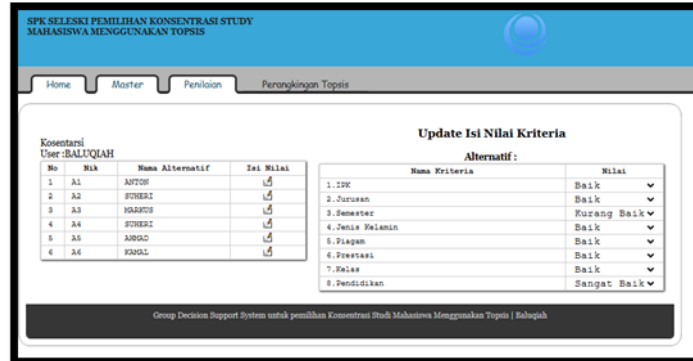 SPK SELESKI PEMILIHAN KONSENTRASI STUDY
MAHASISWA MENGGUNAKAN TOPSIS
Home Master Penilaian Perangkingan Topsis
Kosentarsi
User :BALUQIAH
No Nik Nama Alternatif Isi Nilai
1 A1 ANTON
2 A2 SUHERI
3 A3 MARKUS
4 A4 SUHERI
5 A5 AHMAD
6 A6 KAMAL
Update Isi Nilai Kriteria
Alternatif :
Nama Kriteria Nilai
1.IPK Baik
2.Jurusan Baik
3.Semester Kurang Baik
4.Jenis Kelamin Baik
5.Piagam Baik
6.Prestasi Baik
7.Kelas Baik
8.Pendidikan Sangat Baik
Group Decision Support System untuk pemilihan Konsentrasi Studi Mahasiswa Menggunakan Topsis | Baluqiah